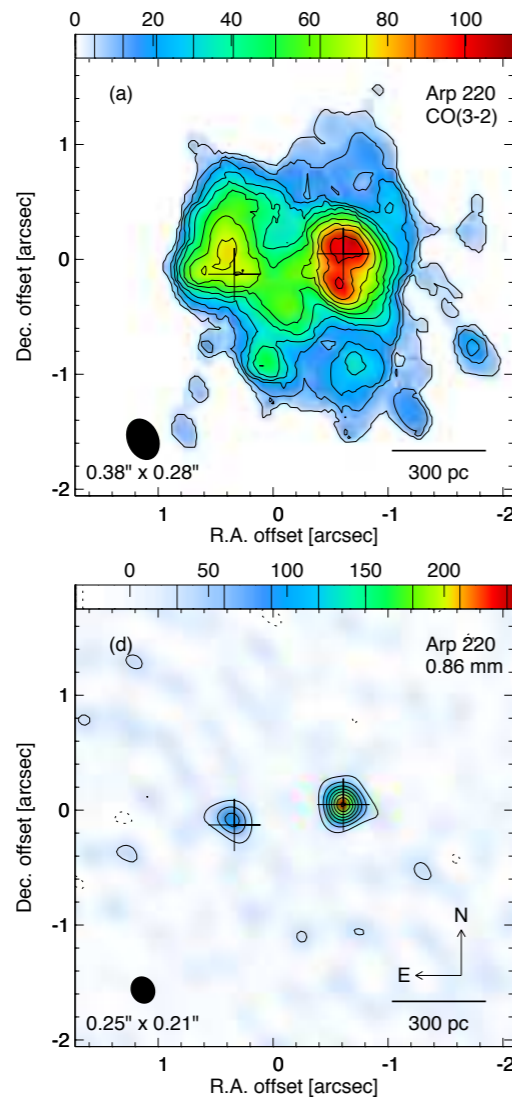 0 20 40 60 80 100
(a) Arp 220
CO(3-2)
1
0
-1
-2
Dec. offset [arcsec]
0.38" x 0.28" 300 pc
1 0 -1 -2
R.A. offset [arcsec]
0 50 100 150 200
(d) Arp 220
0.86 mm
1
0
-1
-2
Dec. offset [arcsec]
N
E
0.25" x 0.21" 300 pc
1 0 -1 -2
R.A. offset [arcsec]